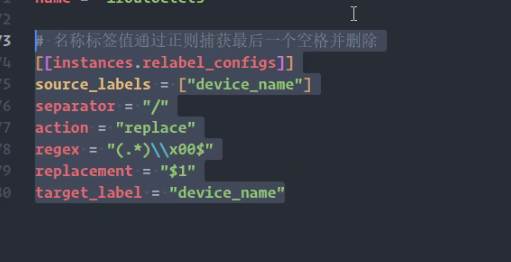 72
73 # 名称标签值通过正则捕获最后一个空格并删除
74 [[instances.relabel_configs]]
75 source_labels = ["device_name"]
76 separator = "/"
77 action = "replace"
78 regex = "(.*)\\x00$"
79 replacement = "$1"
80 target_label = "device_name"